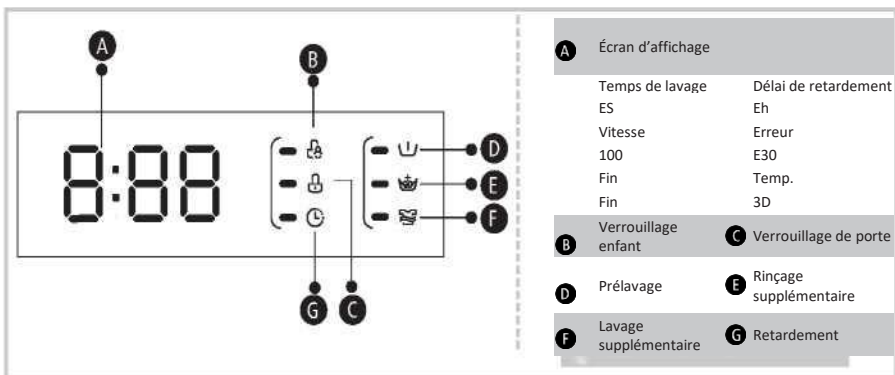 A
B
8:88
D
E
F
G
C
A Écran d’affichage
Temps de lavage Délai de retardement
ES Eh
Vitesse Erreur
100 E30
Fin Temp.
Fin 3D
B Verrouillage enfant
C Verrouillage de porte
D Prélavage
E Rinçage
supplémentaire
F Lavage
supplémentaire
G Retardement